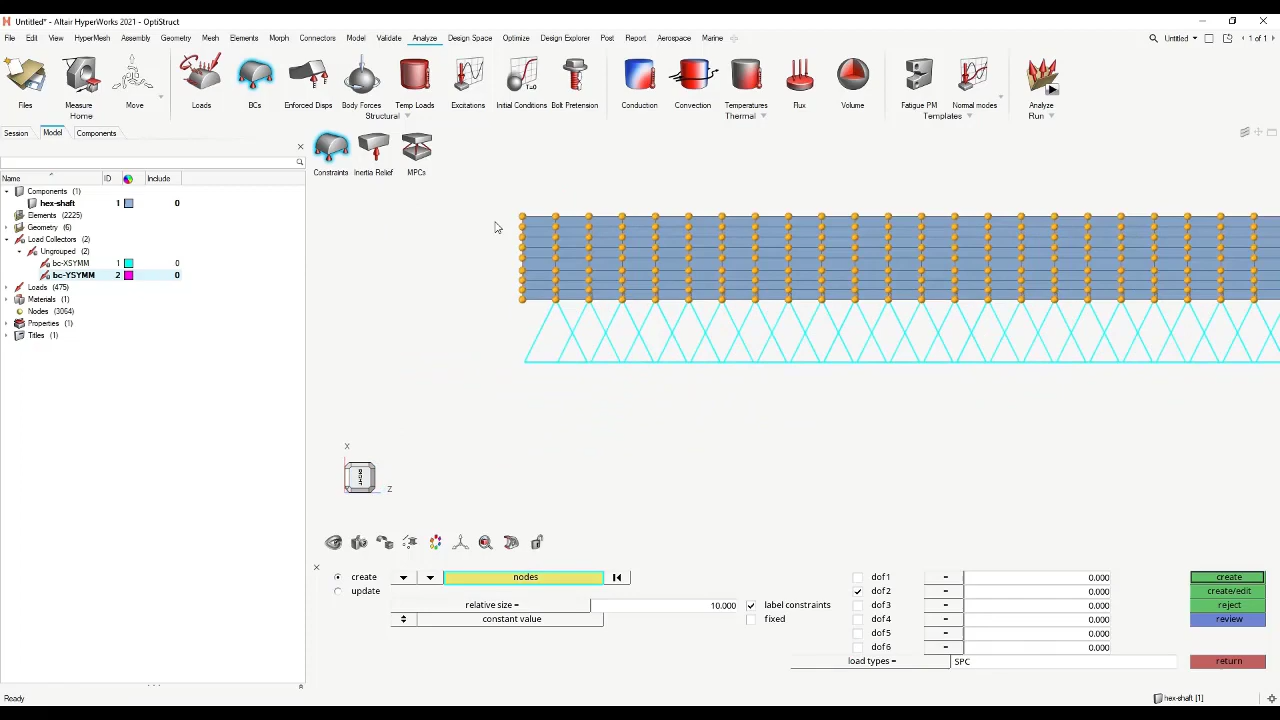 Untitled* - Altair HyperWorks 2021 - OptiStruct
File Edit View HyperMesh Assembly Geometry Mesh Elements Morph Connectors Model Validate Analyze Design Space Optimize Design Explorer Post Report Aerospace Marine Untitled 1 of 1
Files Measure Move Loads BCs Enforced Disps Body Forces Temp Loads Excitations Initial Conditions Bolt Pretension Conduction Convection Temperatures Flux Volume Fatigue PM Normal modes Analyze
Home Structural Thermal Templates Run
Session Model Components
Constraints Inertia Relief MPCs
Name ID Include
Components (1)
hex-shaft 1 0
Elements (2225)
Geometry (6)
Load Collectors (2)
Ungrouped (2)
bc-XSYMM 1 0
bc-YSYMM 2 0
Loads (475)
Materials (1)
Nodes (3064)
Properties (1)
Titles (1)
X
Z
create nodes dof1 = 0.000 create
update dof2 = 0.000 create/edit
relative size = 10.000 label constraints dof3 = 0.000 reject
constant value fixed dof4 = 0.000 review
dof5 = 0.000
dof6 = 0.000
load types = SPC return
Ready hex-shaft [1]